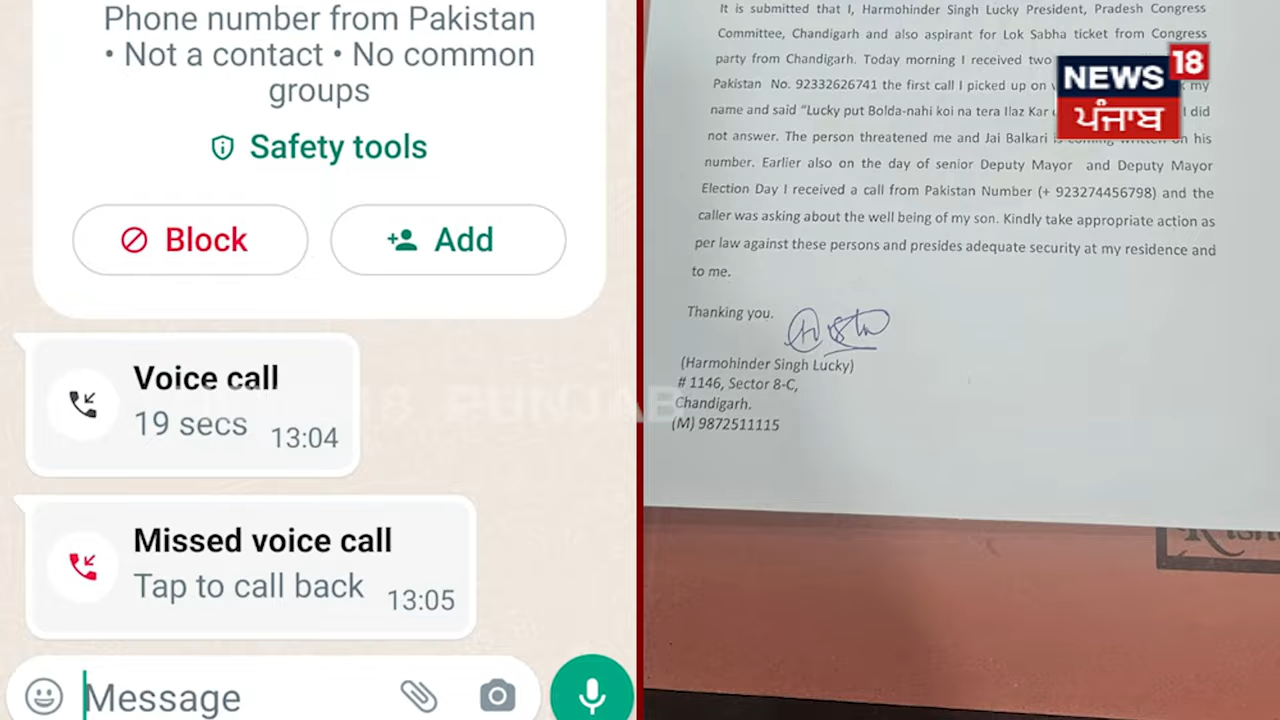 Phone number from Pakistan
• Not a contact • No common
groups
Safety tools
Block
Add
Voice call
19 secs
13:04
Missed voice call
Tap to call back
13:05
Message
It is submitted that I, Harmohinder Singh Lucky President, Pradesh Congress
Committee, Chandigarh and also aspirant for Lok Sabha ticket from Congress
party from Chandigarh. Today morning I received two
Pakistan No. 92332626741 the first call I picked up on my
name and said “Lucky put Bolda-nahi koi na tera Ilaz Kar I did
not answer. The person threatened me and Jai Balkari is coming written on his
number. Earlier also on the day of senior Deputy Mayor and Deputy Mayor
Election Day I received a call from Pakistan Number (+ 923274456798) and the
caller was asking about the well being of my son. Kindly take appropriate action as
per law against these persons and presides adequate security at my residence and
to me.
Thanking you.
(Harmohinder Singh Lucky)
# 1146, Sector 8-C,
Chandigarh.
(M) 9872511115
NEWS 18
ਪੰਜਾਬ
PUNJAB